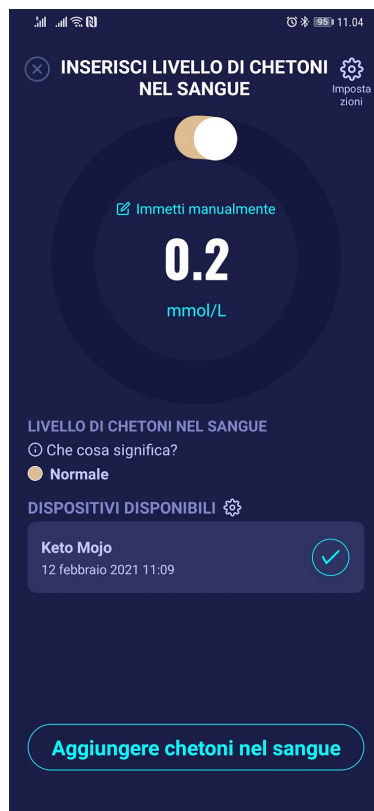 95 11.04
INSERISCI LIVELLO DI CHETONI
NEL SANGUE
Imposta
zioni
Immetti manualmente
0.2
mmol/L
LIVELLO DI CHETONI NEL SANGUE
Che cosa significa?
Normale
DISPOSITIVI DISPONIBILI
Keto Mojo
12 febbraio 2021 11:09
Aggiungere chetoni nel sangue